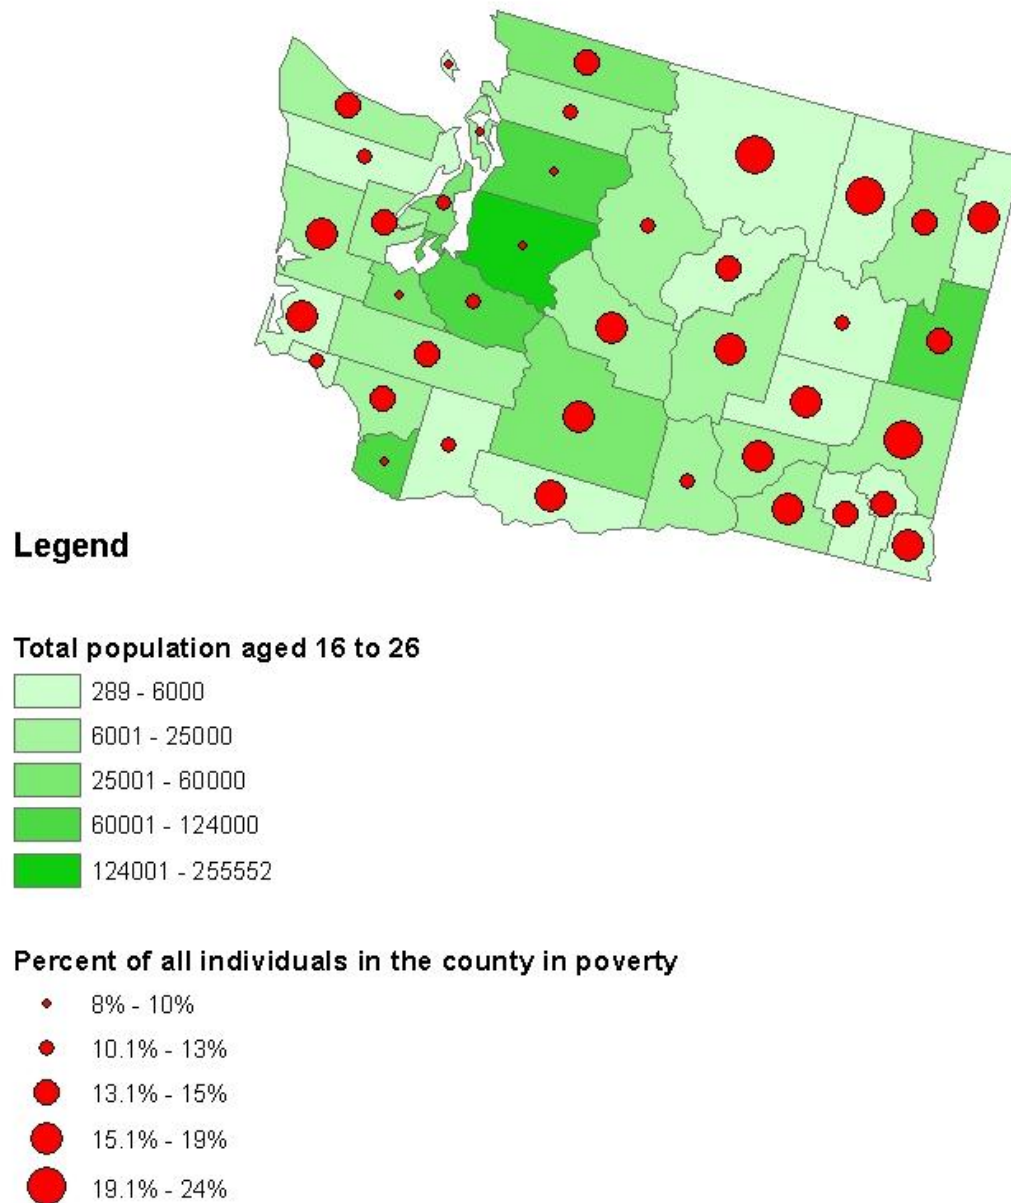 Legend
Total population aged 16 to 26
289 - 6000
6001 - 25000
25001 - 60000
60001 - 124000
124001 - 255552
Percent of all individuals in the county in poverty
8% - 10%
10.1% - 13%
13.1% - 15%
15.1% - 19%
19.1% - 24%